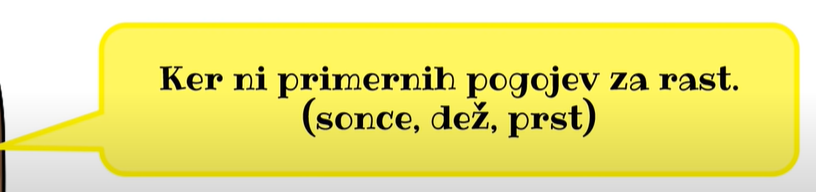 Ker ni primernih pogojev za rast.
(sonce, dež, prst)